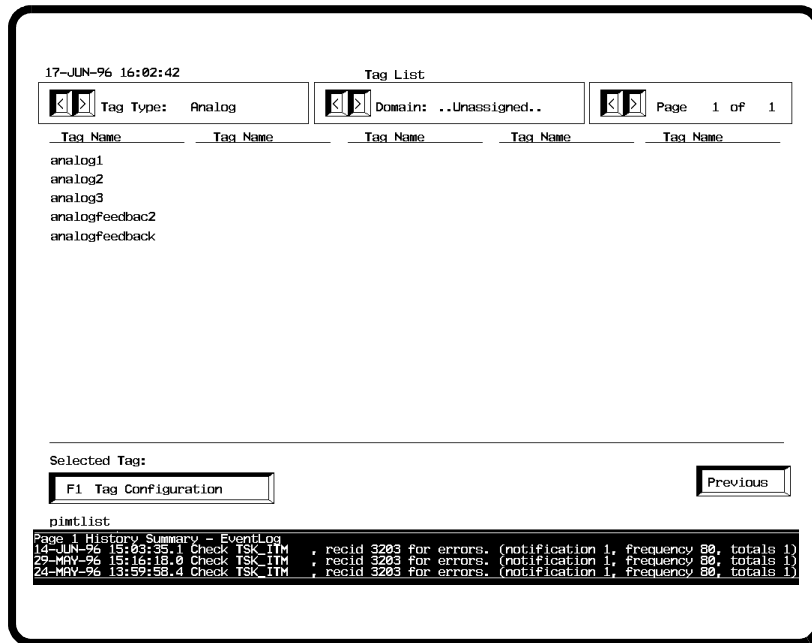 17-JUN-96 16:02:42 Tag List
< > Tag Type: Analog < > Domain: ..Unassigned.. < > Page 1 of 1
Tag Name Tag Name Tag Name Tag Name Tag Name
analog1
analog2
analog3
analogfeedbac2
analogfeedback
Selected Tag:
F1 Tag Configuration Previous
pimtlist
Page 1 History Summary - EventLog
14-JUN-96 15:03:35.1 Check TSK_ITM , recid 3203 for errors. (notification 1, frequency 80, totals 1)
29-MAY-96 15:16:18.0 Check TSK_ITM , recid 3203 for errors. (notification 1, frequency 80, totals 1)
24-MAY-96 13:59:58.4 Check TSK_ITM , recid 3203 for errors. (notification 1, frequency 80, totals 1)